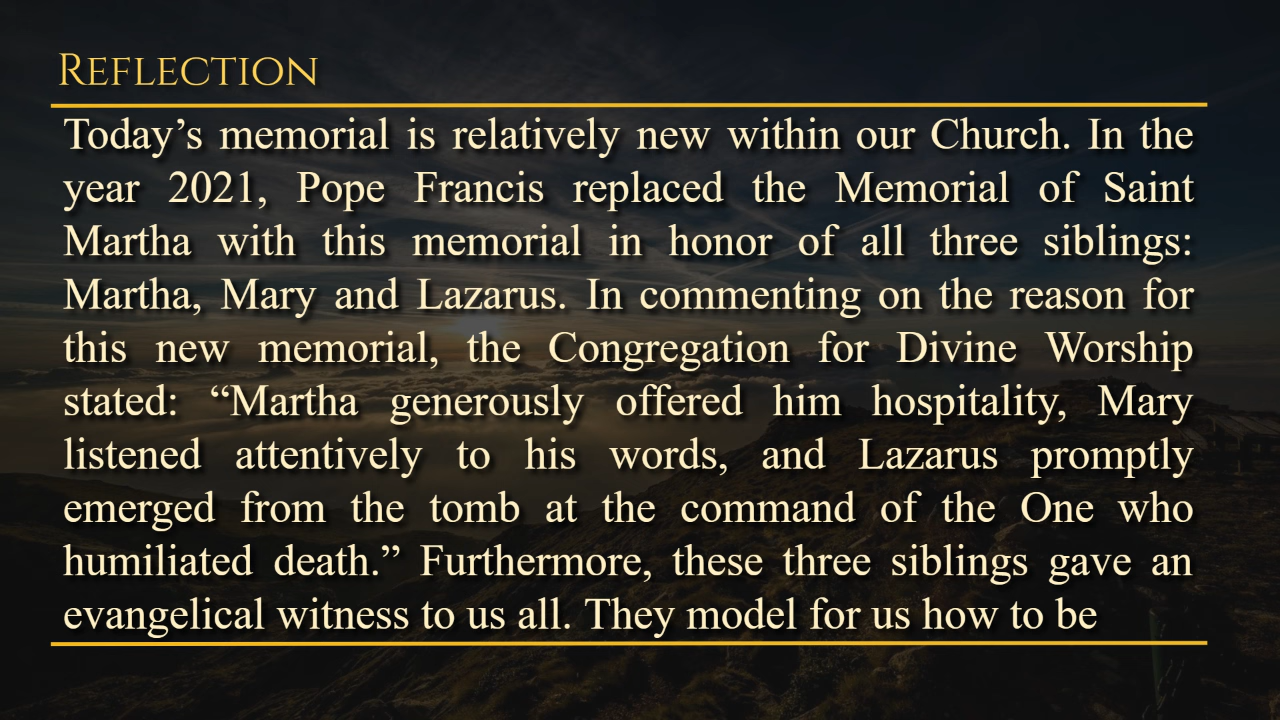 Reflection
Today’s memorial is relatively new within our Church. In the
year 2021, Pope Francis replaced the Memorial of Saint
Martha with this memorial in honor of all three siblings:
Martha, Mary and Lazarus. In commenting on the reason for
this new memorial, the Congregation for Divine Worship
stated: “Martha generously offered him hospitality, Mary
listened attentively to his words, and Lazarus promptly
emerged from the tomb at the command of the One who
humiliated death.” Furthermore, these three siblings gave an
evangelical witness to us all. They model for us how to be